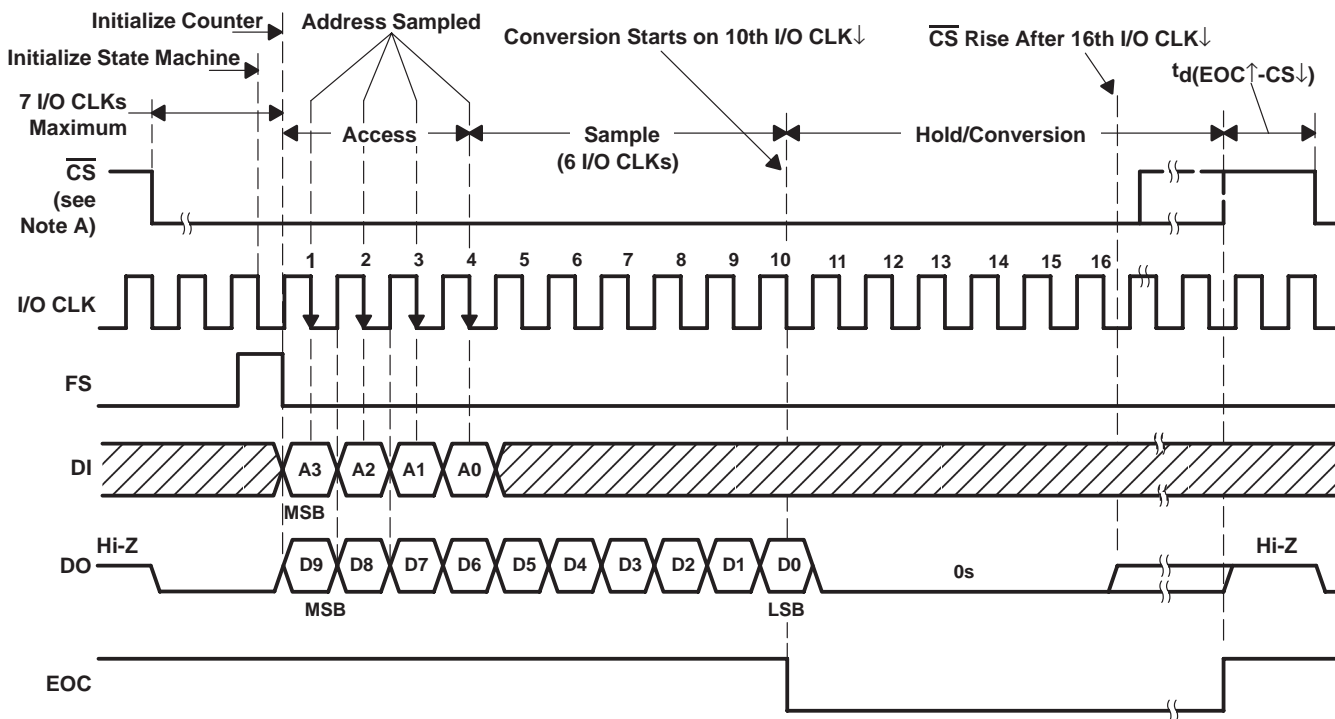 Initialize Counter
Address Sampled
Conversion Starts on 10th I/O CLK↓
CS Rise After 16th I/O CLK↓
Initialize State Machine
td(EOC↑-CS↓)
7 I/O CLKs
Maximum
Access
Sample
(6 I/O CLKs)
Hold/Conversion
CS
(see
Note A)
1 2 3 4 5 6 7 8 9 10 11 12 13 14 15 16
I/O CLK
FS
DI
A3 A2 A1 A0
MSB
Hi-Z
Hi-Z
DO
D9 D8 D7 D6 D5 D4 D3 D2 D1 D0
0s
MSB
LSB
EOC